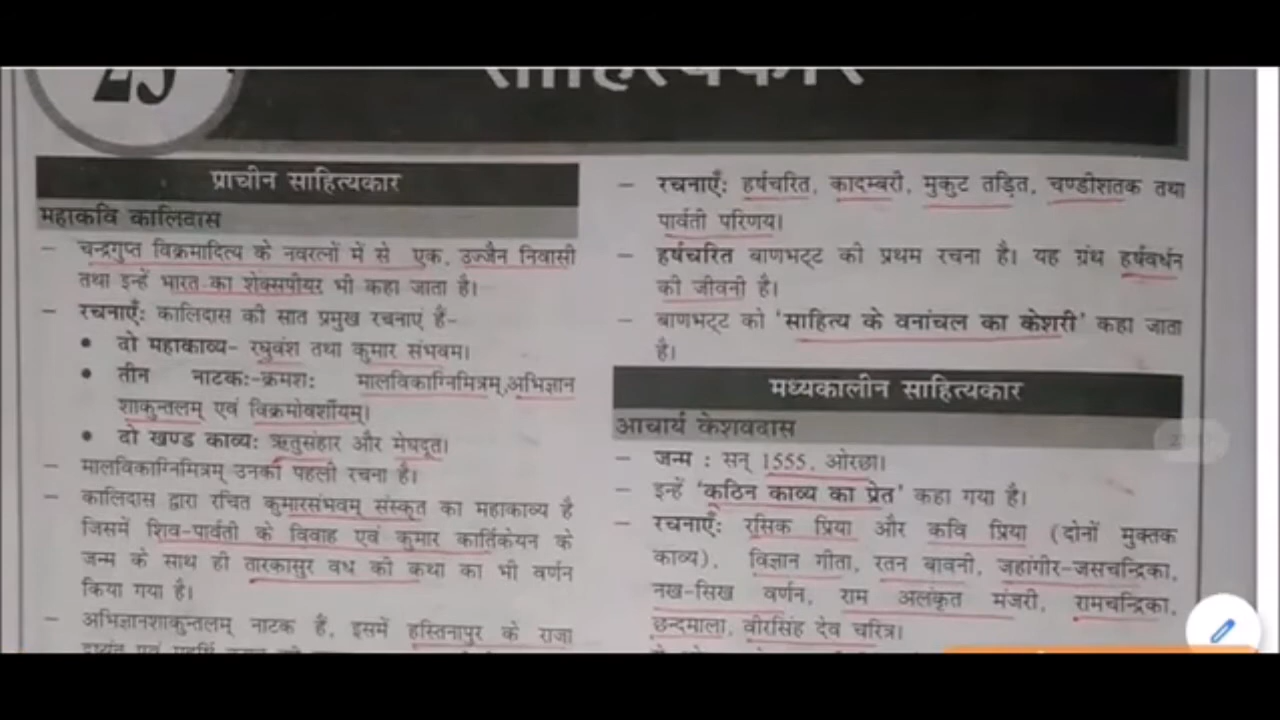 25
साहित्यकार
प्राचीन साहित्यकार
महाकवि कालिदास
– चन्द्रगुप्त विक्रमादित्य के नवरत्नों में से एक, उज्जैन निवासी
तथा इन्हें भारत का शेक्सपीयर भी कहा जाता है।
– रचनाएँ: कालिदास की सात प्रमुख रचनाएं हैं–
• दो महाकाव्य– रघुवंश तथा कुमार संभवम।
• तीन नाटक:-क्रमश: मालविकाग्निमित्रम्,अभिज्ञान
शाकुन्तलम् एवं विक्रमोवर्शीयम्।
• दो खण्ड काव्य: ऋतुसंहार और मेघदूत।
– मालविकाग्निमित्रम् उनकी पहली रचना है।
– कालिदास द्वारा रचित कुमारसंभवम् संस्कृत का महाकाव्य है
जिसमें शिव-पार्वती के विवाह एवं कुमार कार्तिकेयन के
जन्म के साथ ही तारकासुर वध की कथा का भी वर्णन
किया गया है।
– अभिज्ञानशाकुन्तलम् नाटक है, इसमें हस्तिनापुर के राजा
– रचनाएँ: हर्षचरित, कादम्बरी, मुकुट तड़ित, चण्डीशतक तथा
पार्वती परिणय।
– हर्षचरित बाणभट्ट की प्रथम रचना है। यह ग्रंथ हर्षवर्धन
की जीवनी है।
– बाणभट्ट को 'साहित्य के वनांचल का केशरी' कहा जाता
है।
मध्यकालीन साहित्यकार
आचार्य केशवदास
– जन्म : सन् 1555, ओरछा।
– इन्हें 'कठिन काव्य का प्रेत' कहा गया है।
– रचनाएँ: रसिक प्रिया और कवि प्रिया (दोनों मुक्तक
काव्य), विज्ञान गीता, रतन बावनी, जहांगीर-जसचन्द्रिका,
नख-सिख वर्णन, राम अलंकृत मंजरी, रामचन्द्रिका,
छन्दमाला, वीरसिंह देव चरित्र।